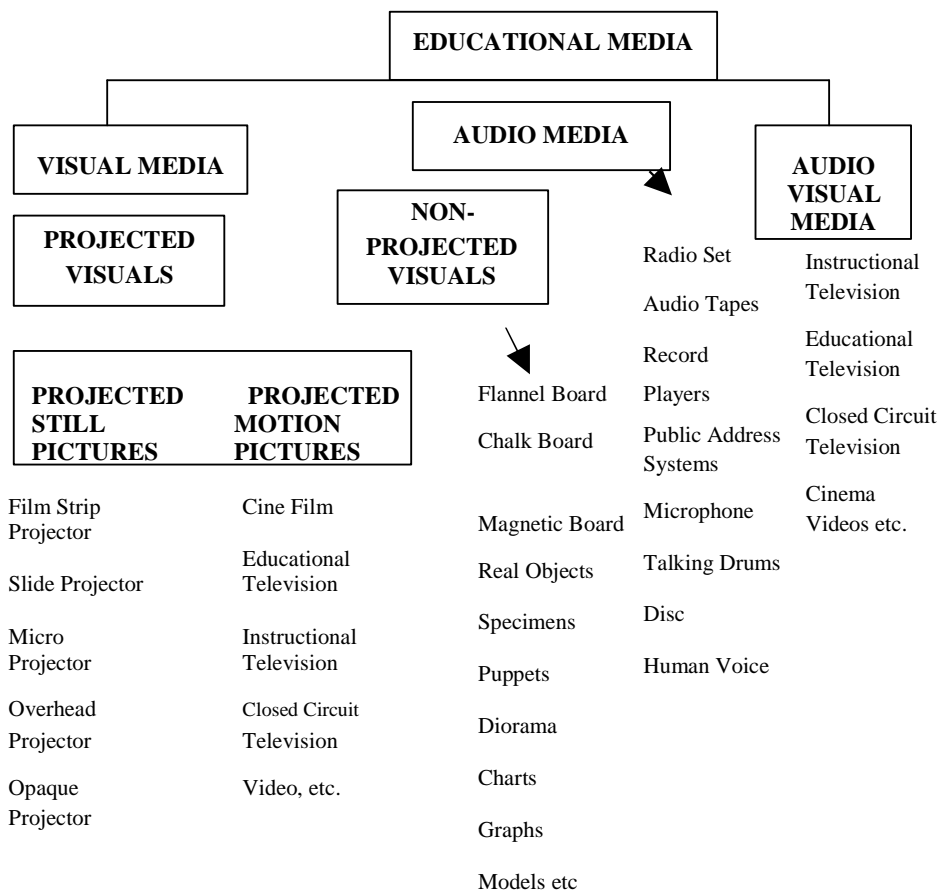 EDUCATIONAL MEDIA
VISUAL MEDIA
AUDIO MEDIA
AUDIO
VISUAL
MEDIA
PROJECTED
VISUALS
NON-
PROJECTED
VISUALS
PROJECTED
STILL
PICTURES
PROJECTED
MOTION
PICTURES
Film Strip
Projector
Slide Projector
Micro
Projector
Overhead
Projector
Opaque
Projector
Cine Film
Educational
Television
Instructional
Television
Closed Circuit
Television
Video, etc.
Flannel Board
Chalk Board
Magnetic Board
Real Objects
Specimens
Puppets
Diorama
Charts
Graphs
Models etc
Radio Set
Audio Tapes
Record
Players
Public Address
Systems
Microphone
Talking Drums
Disc
Human Voice
Instructional
Television
Educational
Television
Closed Circuit
Television
Cinema
Videos etc.